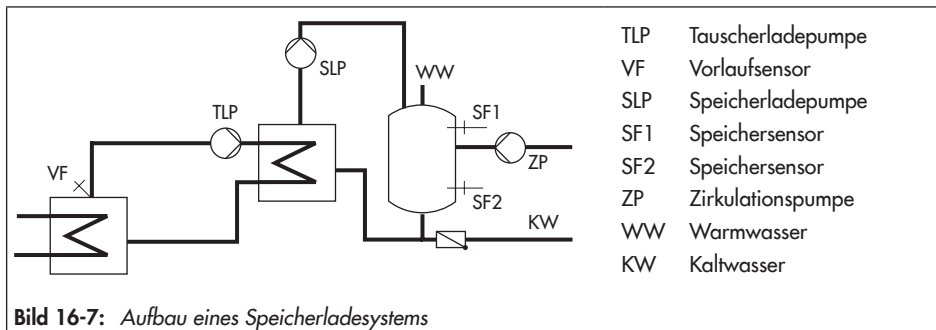 SLP
WW
TLP
SF1
ZP
VF
SF2
KW
TLP Tauscherladepumpe
VF Vorlaufsensor
SLP Speicherladepumpe
SF1 Speichersensor
SF2 Speichersensor
ZP Zirkulationspumpe
WW Warmwasser
KW Kaltwasser
Bild 16-7: Aufbau eines Speicherladesystems